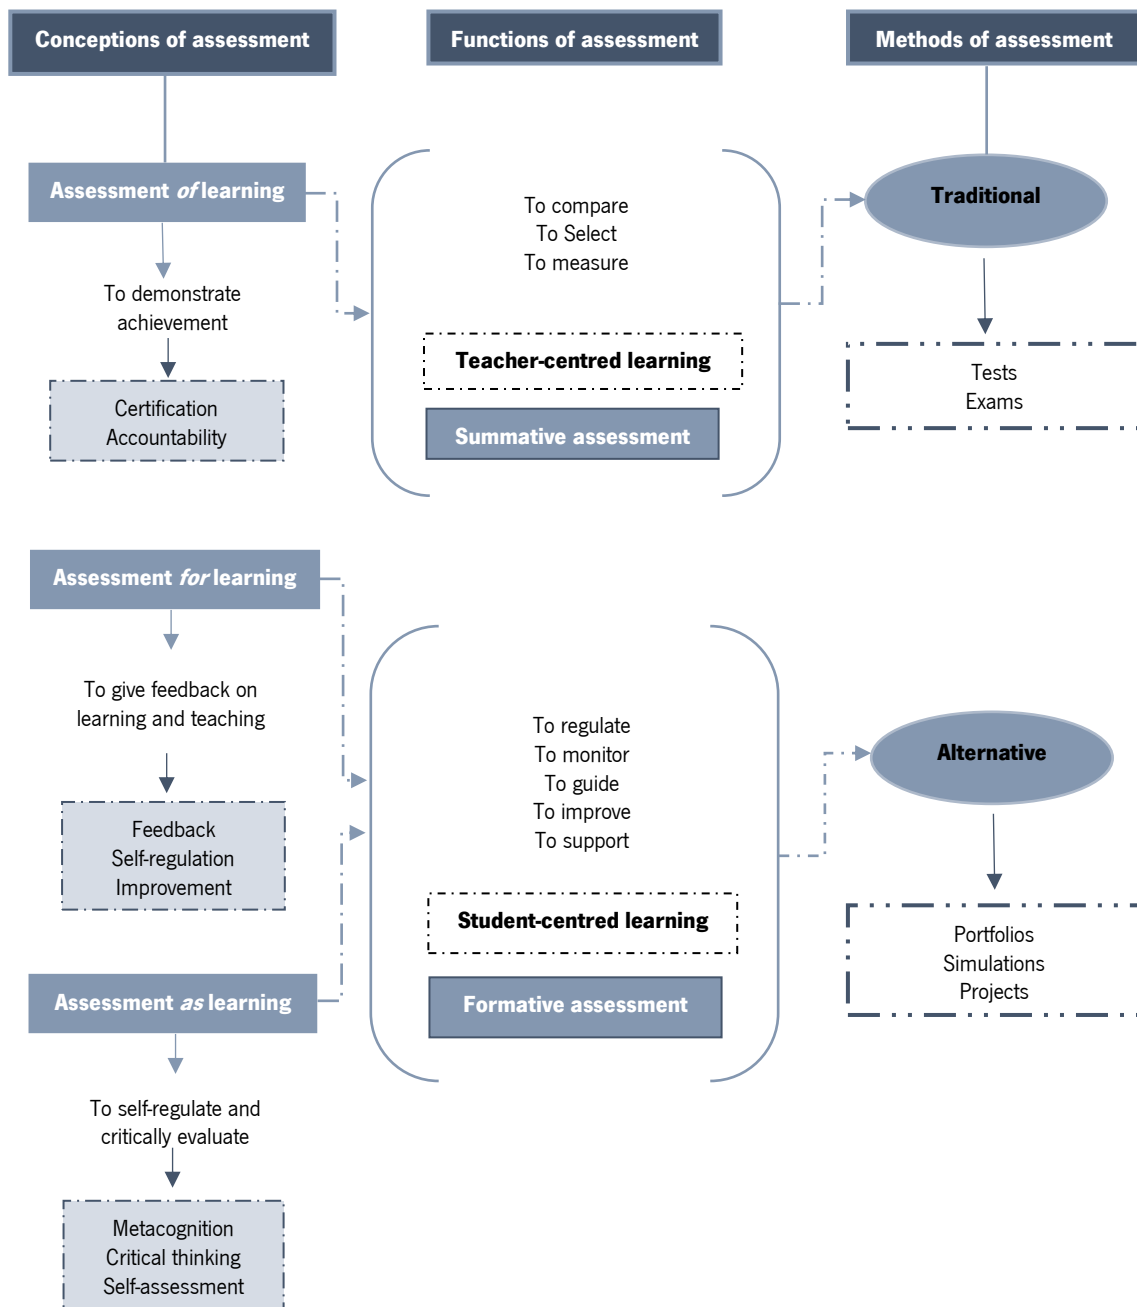 Conceptions of assessment
Functions of assessment
Methods of assessment
Assessment of learning
To demonstrate
achievement
Certification
Accountability
To compare
To Select
To measure
Teacher-centred learning
Summative assessment
Traditional
Tests
Exams
Assessment for learning
To give feedback on
learning and teaching
Feedback
Self-regulation
Improvement
Assessment as learning
To self-regulate and
critically evaluate
Metacognition
Critical thinking
Self-assessment
To regulate
To monitor
To guide
To improve
To support
Student-centred learning
Formative assessment
Alternative
Portfolios
Simulations
Projects